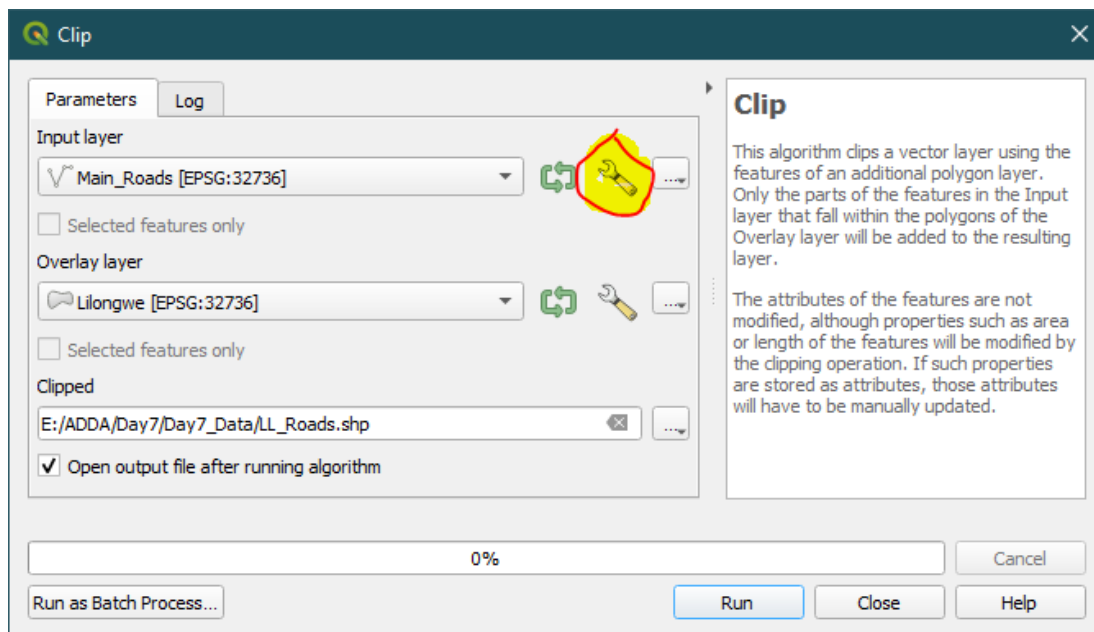 Clip
Parameters
Log
Input layer
Main_Roads [EPSG:32736]
...
Selected features only
Overlay layer
Lilongwe [EPSG:32736]
...
Selected features only
Clipped
E:/ADDA/Day7/Day7_Data/LL_Roads.shp
...
Open output file after running algorithm
Clip
This algorithm clips a vector layer using the
features of an additional polygon layer.
Only the parts of the features in the Input
layer that fall within the polygons of the
Overlay layer will be added to the resulting
layer.
The attributes of the features are not
modified, although properties such as area
or length of the features will be modified by
the clipping operation. If such properties
are stored as attributes, those attributes
will have to be manually updated.
0%
Cancel
Run as Batch Process...
Run
Close
Help